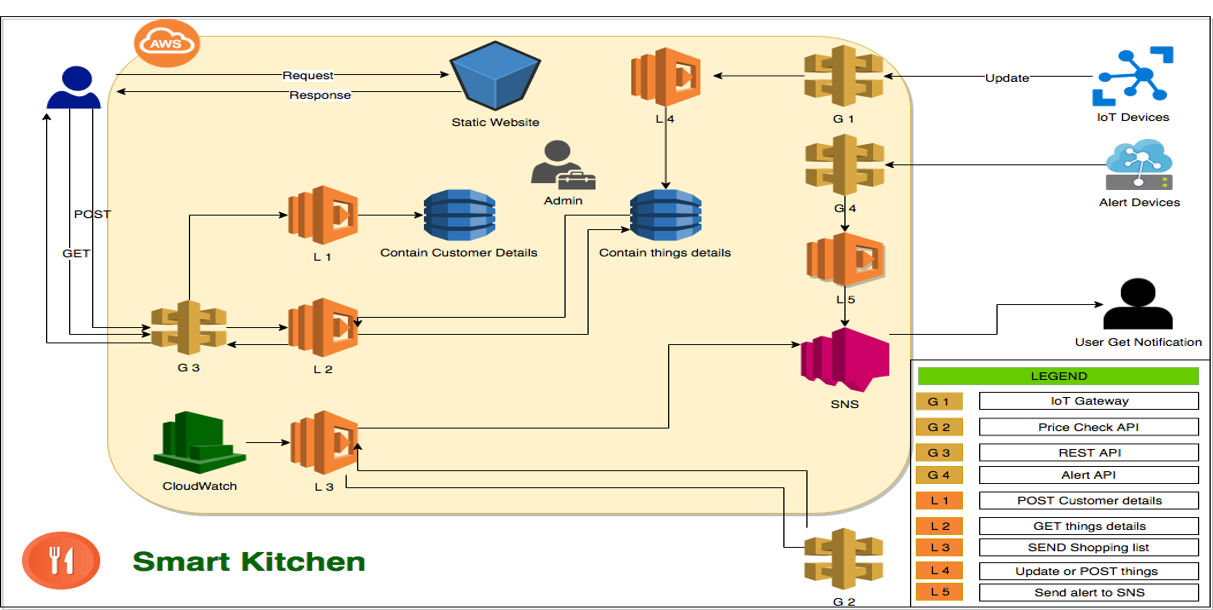 AWS
Request
Response
Static Website
L 4
G 1
Update
IoT Devices
Admin
G 4
Alert Devices
POST
GET
L 1
Contain Customer Details
Contain things details
L 5
G 3
L 2
SNS
User Get Notification
CloudWatch
L 3
G 2
Smart Kitchen
LEGEND
G 1 IoT Gateway
G 2 Price Check API
G 3 REST API
G 4 Alert API
L 1 POST Customer details
L 2 GET things details
L 3 SEND Shopping list
L 4 Update or POST things
L 5 Send alert to SNS